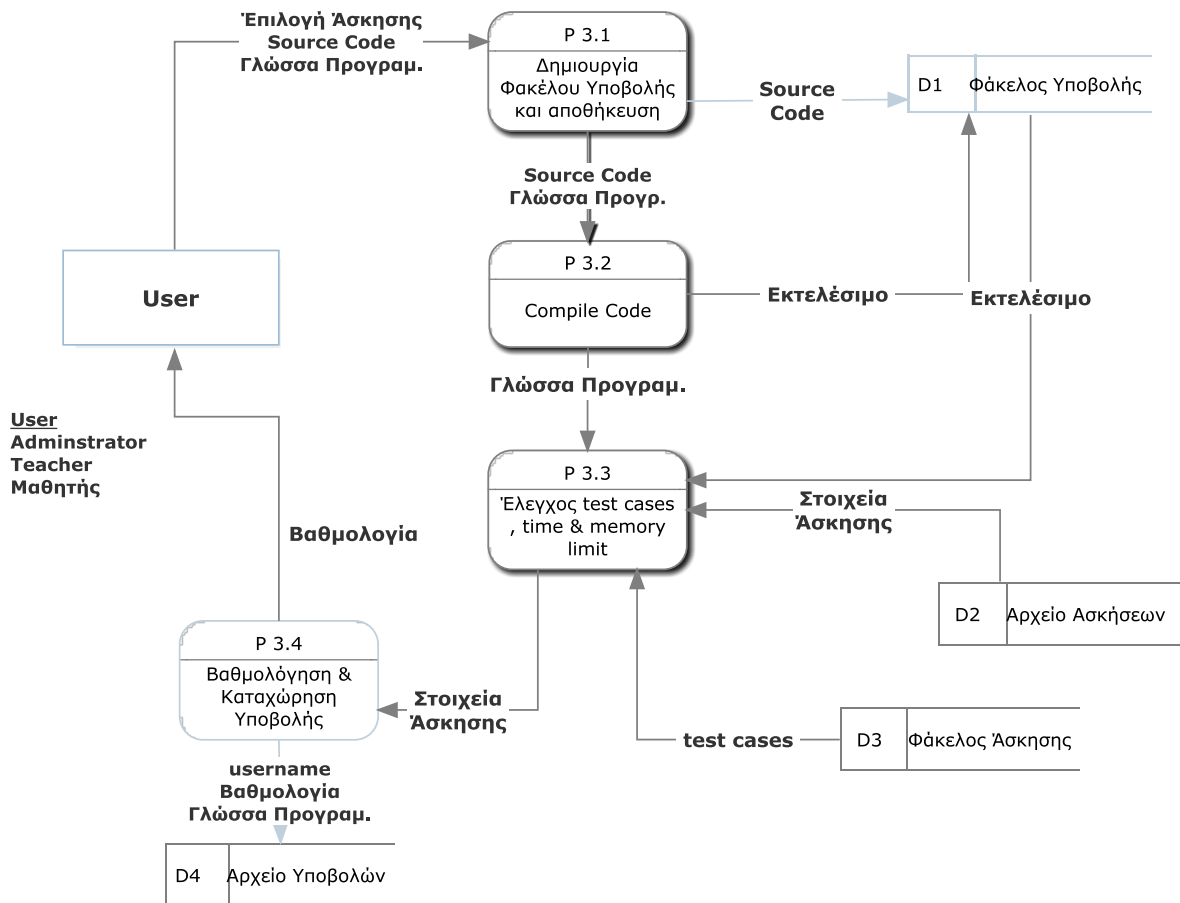 Έπιλογή Άσκησης
Source Code
Γλώσσα Προγραμ.
P 3.1
Δημιουργία
Φακέλου Υποβολής
και αποθήκευση
Source
Code
D1 Φάκελος Υποβολής
Source Code
Γλώσσα Προγρ.
P 3.2
Compile Code
User
Εκτελέσιμο
Εκτελέσιμο
Γλώσσα Προγραμ.
User
Adminstrator
Teacher
Μαθητής
P 3.3
Έλεγχος test cases
, time & memory
limit
Στοιχεία
Άσκησης
Βαθμολογία
D2 Αρχείο Ασκήσεων
P 3.4
Βαθμολόγηση &
Καταχώρηση
Υποβολής
Στοιχεία
Άσκησης
test cases
D3 Φάκελος Άσκησης
username
Βαθμολογία
Γλώσσα Προγραμ.
D4 Αρχείο Υποβολών